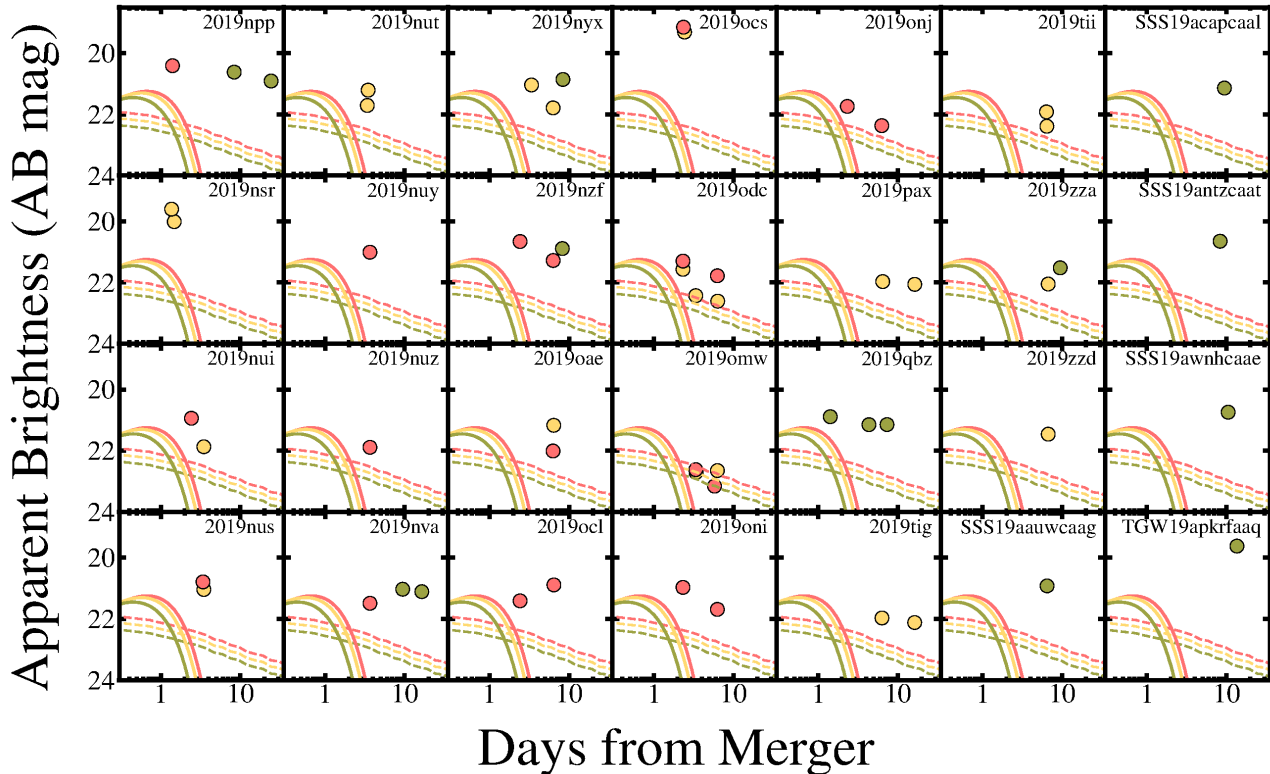 Apparent Brightness (AB mag)
2019npp 2019nut 2019nyx 2019ocs 2019onj 2019tii SSS19acapcaal
20
22
24
2019nsr 2019nuy 2019nzf 2019odc 2019pax 2019zza SSS19antzcaat
20
22
24
2019nui 2019nuz 2019oae 2019omw 2019qbz 2019zzd SSS19awnhcaae
20
22
24
2019nus 2019nva 2019ocl 2019oni 2019tig SSS19aauwcaag TGW19apkrfaaq
20
22
24
1 10 1 10 1 10 1 10 1 10 1 10 1 10
Days from Merger